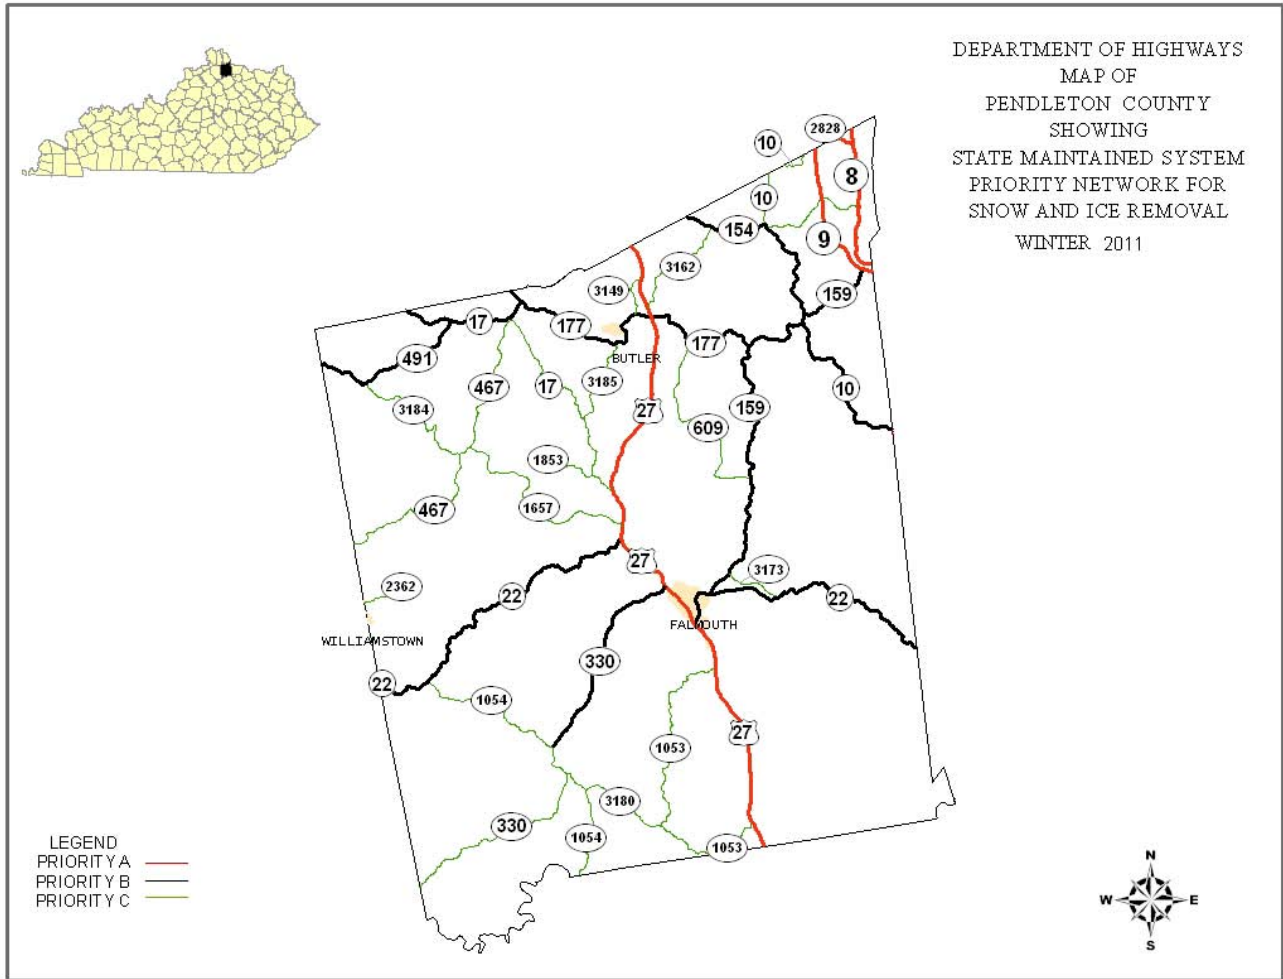 DEPARTMENT OF HIGHWAYS
MAP OF
PENDLETON COUNTY
SHOWING
STATE MAINTAINED SYSTEM
PRIORITY NETWORK FOR
SNOW AND ICE REMOVAL
WINTER 2011
2828
10
8
10
154
9
3162
3149
159
17
177
177
491
BUTLER
3185
467
17
10
3184
27
159
609
1853
467
1657
27
3173
2362
22
22
FALMOUTH
WILLIAMSTOWN
330
22
1054
27
1053
3180
330
1054
1053
LEGEND
PRIORITY A
PRIORITY B
PRIORITY C
N
W
E
S